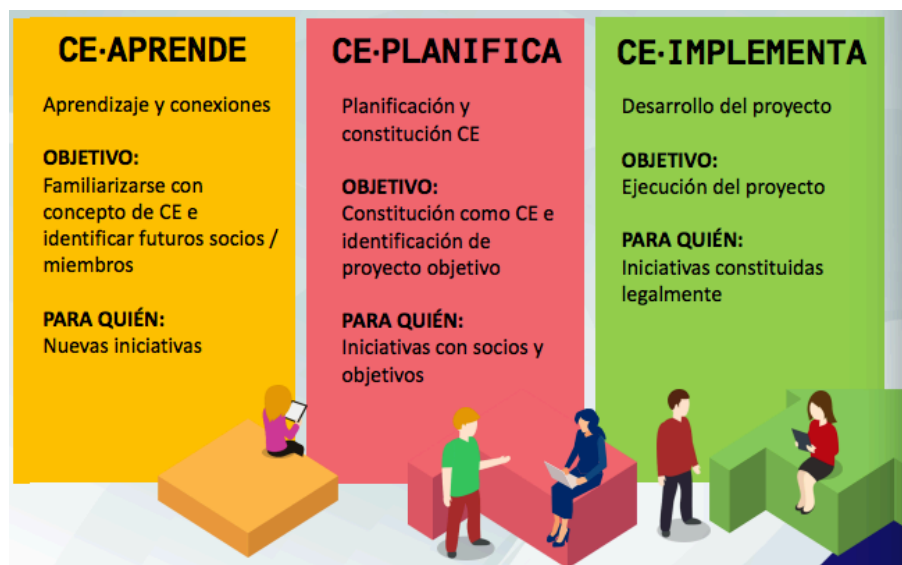 CE·APRENDE
Aprendizaje y conexiones
OBJETIVO:
Familiarizarse con
concepto de CE e
identificar futuros socios /
miembros
PARA QUIÉN:
Nuevas iniciativas
CE·PLANIFICA
Planificación y
constitución CE
OBJETIVO:
Constitución como CE e
identificación de
proyecto objetivo
PARA QUIÉN:
Iniciativas con socios y
objetivos
CE·IMPLEMENTA
Desarrollo del proyecto
OBJETIVO:
Ejecución del proyecto
PARA QUIÉN:
Iniciativas constituidas
legalmente